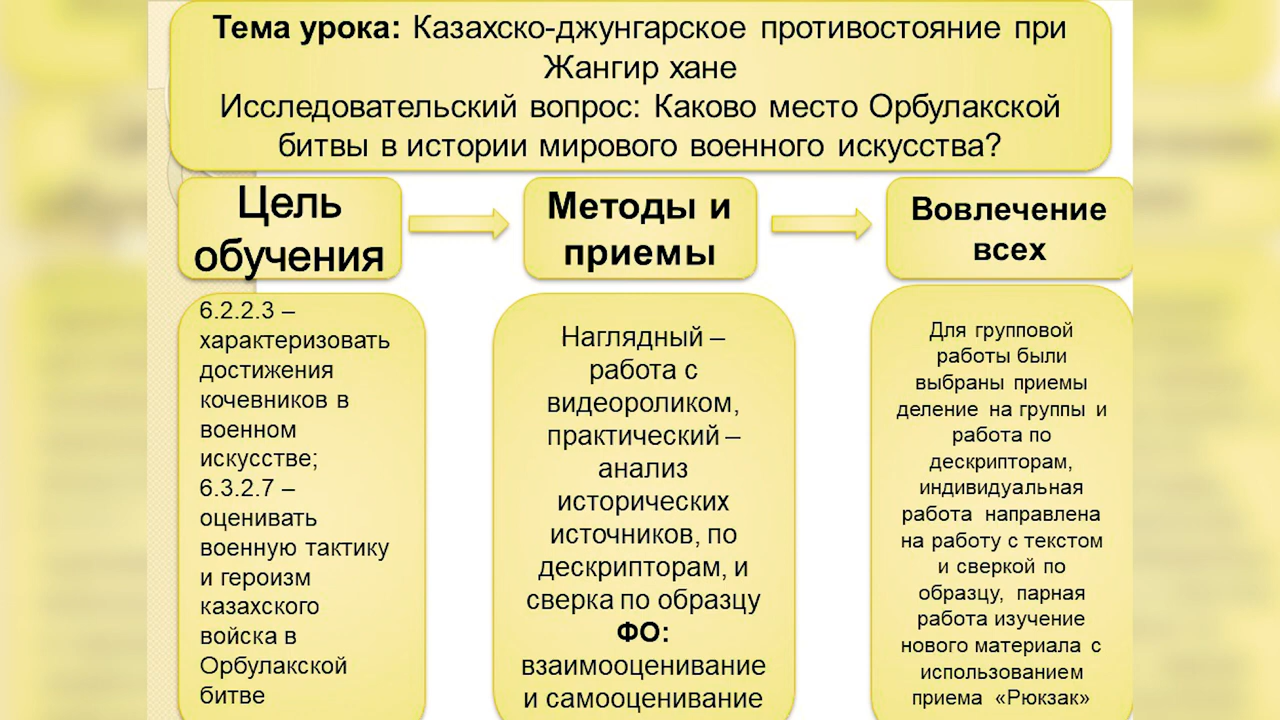 Тема урока: Казахско-джунгарское противостояние при
Жангир хане
Исследовательский вопрос: Каково место Орбулакской
битвы в истории мирового военного искусства?
Цель
обучения
Методы и
приемы
Вовлечение
всех
6.2.2.3 –
характеризовать
достижения
кочевников в
военном
искусстве;
6.3.2.7 –
оценивать
военную тактику
и героизм
казахского
войска в
Орбулакской
битве
Наглядный –
работа с
видеороликом,
практический –
анализ
исторических
источников, по
дескрипторам, и
сверка по образцу
ФО:
взаимооценивание
и самооценивание
Для групповой
работы были
выбраны приемы
деление на группы и
работа по
дескрипторам,
индивидуальная
работа направлена
на работу с текстом
и сверкой по
образцу, парная
работа изучение
нового материала с
использованием
приема «Рюкзак»